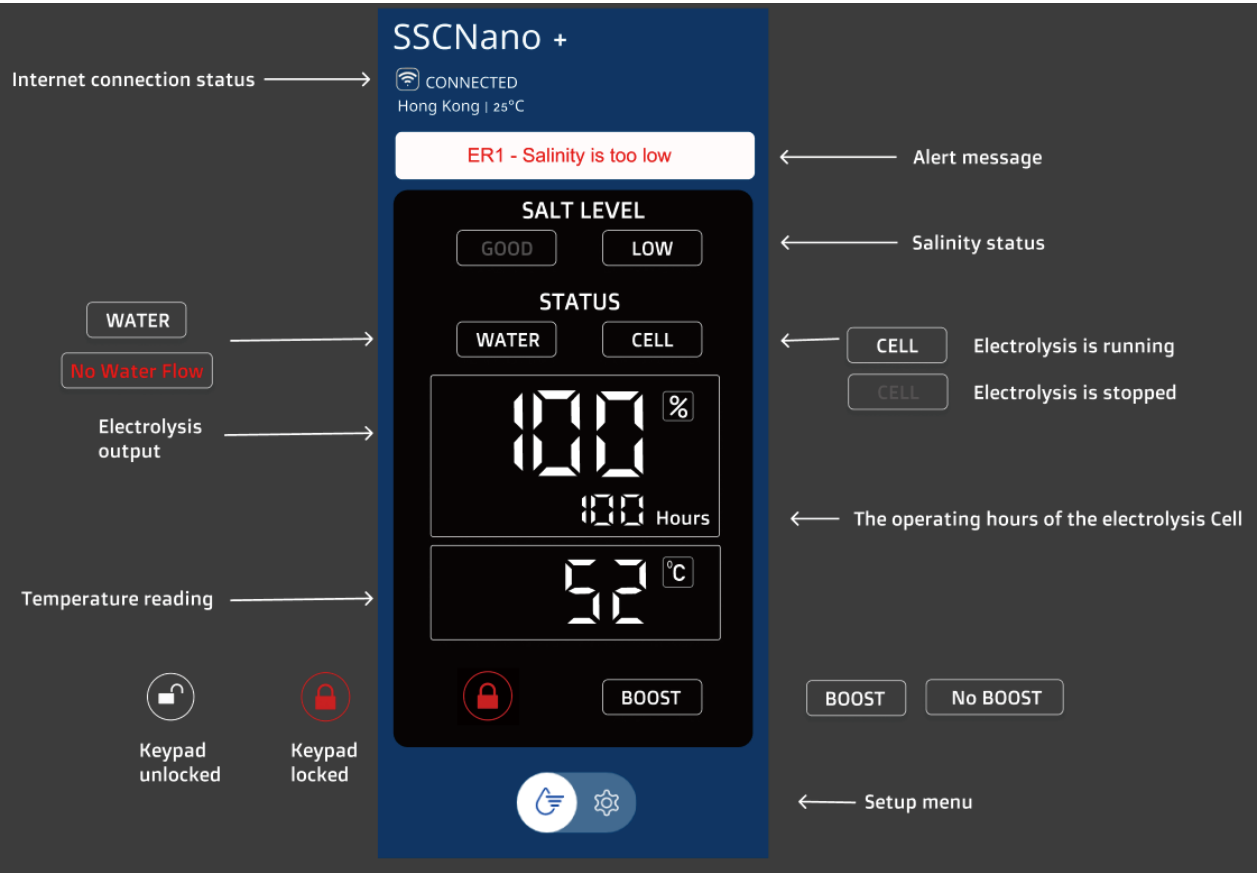 SSCNano +
Internet connection status
CONNECTED
Hong Kong | 25°C
ER1 - Salinity is too low
Alert message
SALT LEVEL
GOOD
LOW
Salinity status
STATUS
WATER
No Water Flow
WATER
CELL
CELL
Electrolysis is running
CELL
Electrolysis is stopped
Electrolysis
output
100 %
100 Hours
The operating hours of the electrolysis Cell
Temperature reading
52 °C
BOOST
BOOST
No BOOST
Keypad
unlocked
Keypad
locked
Setup menu